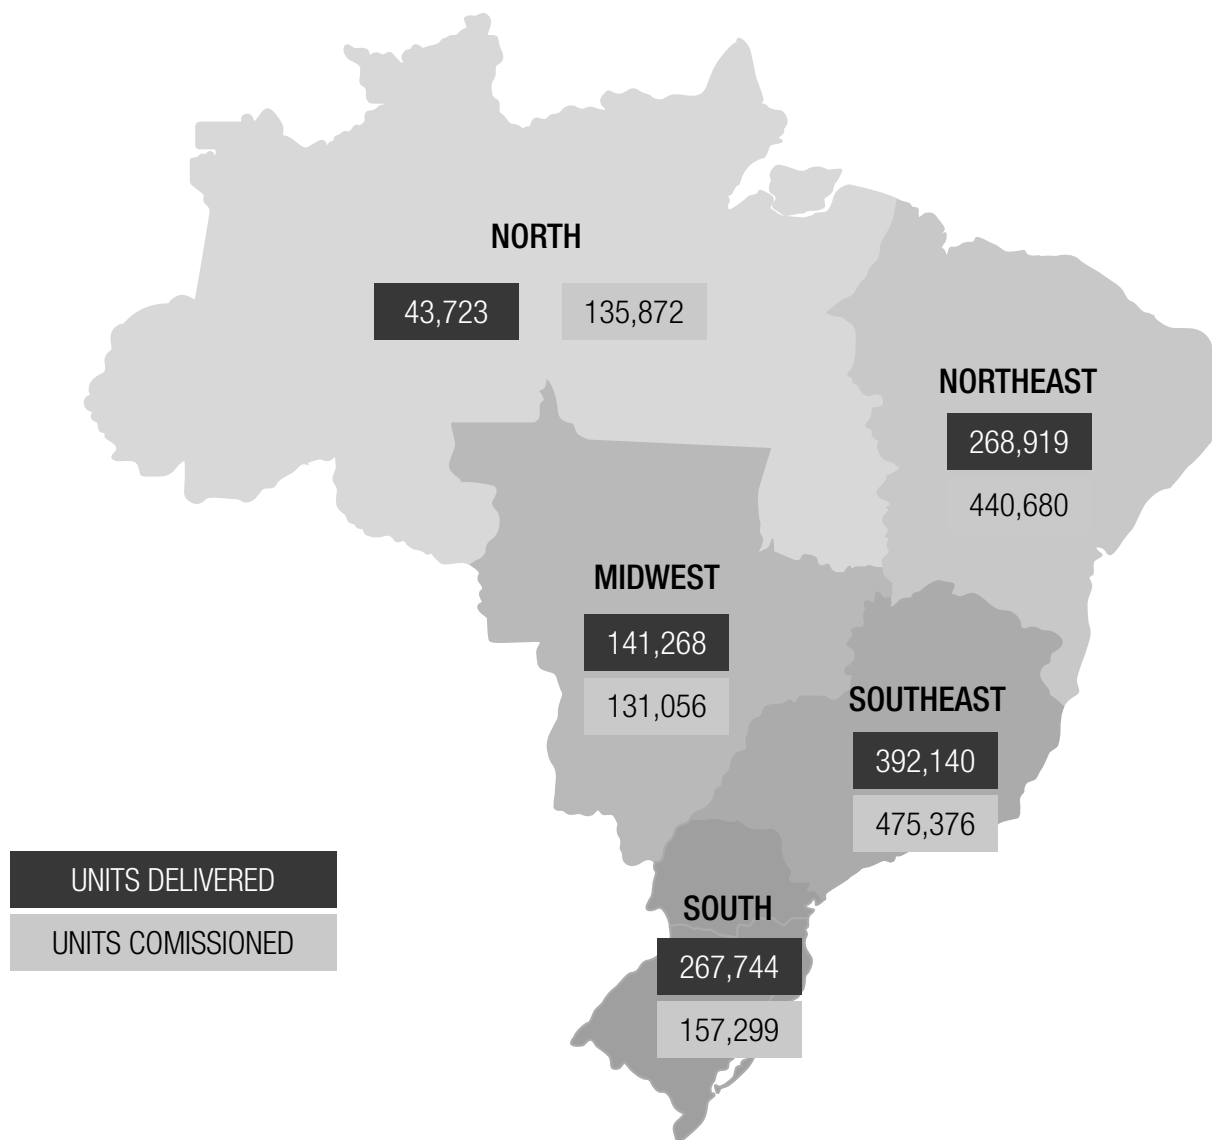 NORTH
43,723 135,872
NORTHEAST
268,919
440,680
MIDWEST
141,268
131,056
SOUTHEAST
392,140
475,376
SOUTH
267,744
157,299
UNITS DELIVERED
UNITS COMISSIONED